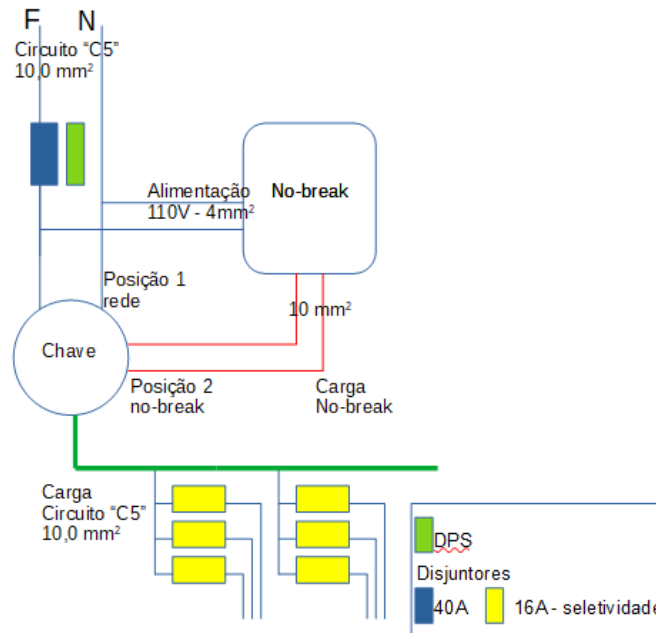 F N
Circuito “C5”
10,0 mm²
Alimentação
110V - 4mm²
No-break
Posição 1
rede
10 mm²
Chave
Posição 2
no-break
Carga
No-break
Carga
Circuito “C5”
10,0 mm²
DPS
Disjuntores
40A
16A - seletividade